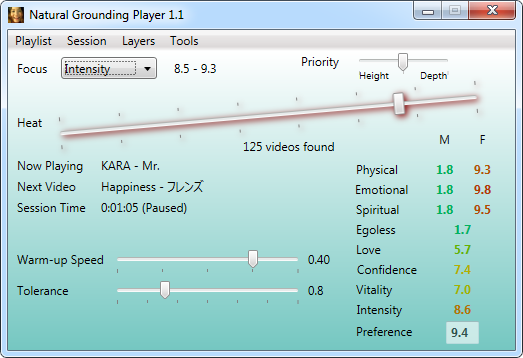 Natural Grounding Player 1.1
Playlist Session Layers Tools
Focus Intensity 8.5 - 9.3 Priority
Height Depth
Heat
125 videos found
M F
Now Playing KARA - Mr.
Next Video Happiness - フレンズ
Session Time 0:01:05 (Paused)
Physical 1.8 9.3
Emotional 1.8 9.8
Spiritual 1.8 9.5
Egoless 1.7
Love 5.7
Confidence 7.4
Vitality 7.0
Intensity 8.6
Preference 9.4
Warm-up Speed 0.40
Tolerance 0.8